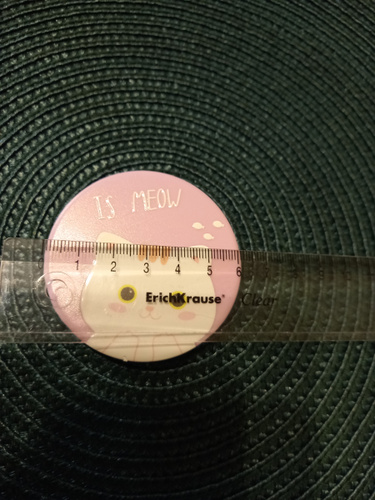 IS MEOW
1 2 3 4 5 6
ErichKrause® Clear